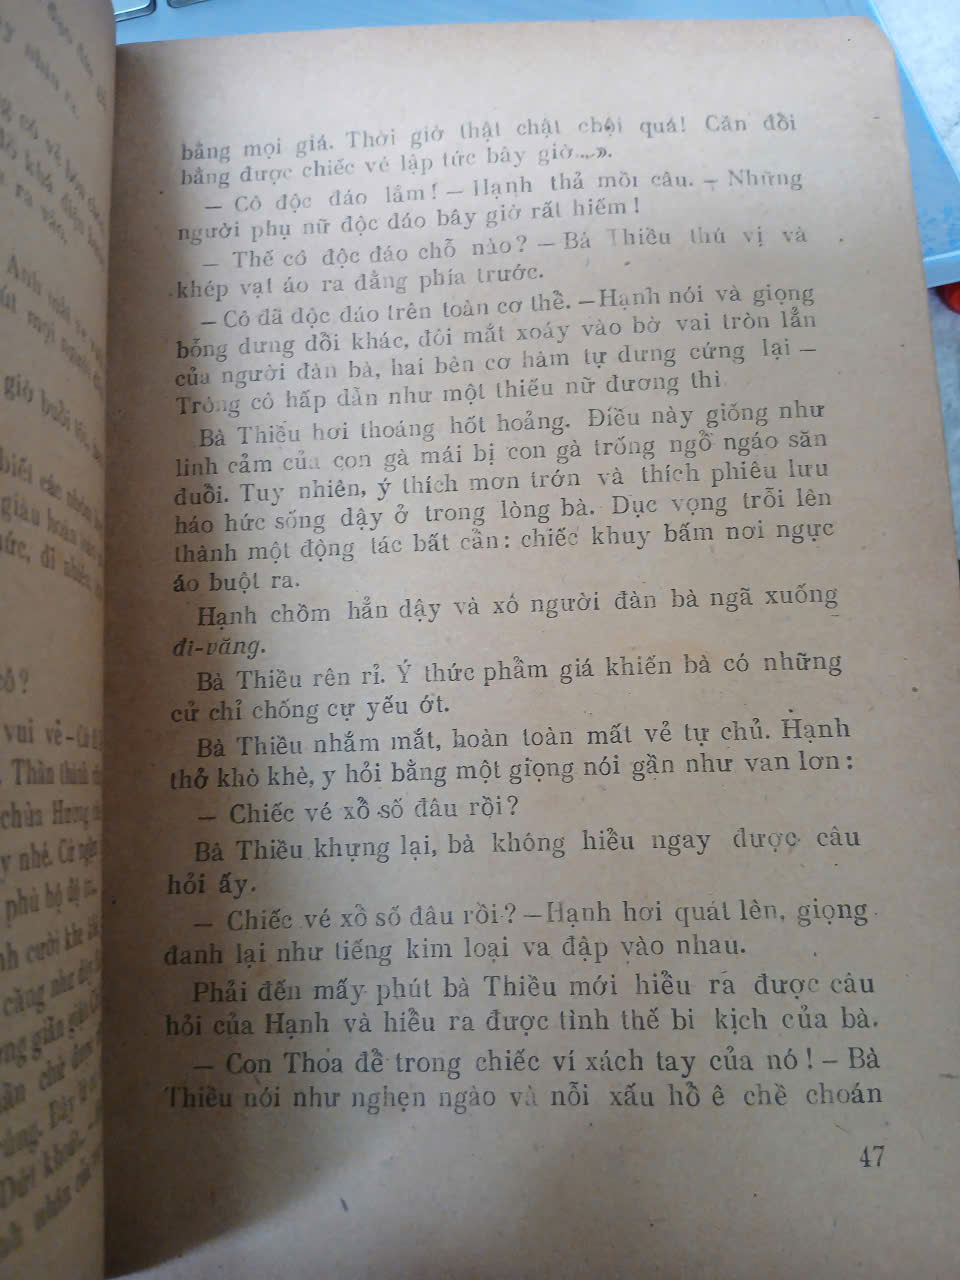 bằng mọi giá. Thời giờ thật chật chội quá! Cần đồi
bằng được chiếc vé lập tức bây giờ...».
— Cô độc đáo lắm! — Hạnh thả mồi câu. — Những
người phụ nữ độc đáo bây giờ rất hiếm!
— Thế cô độc đáo chỗ nào? — Bà Thiều thú vị và
khép vạt áo ra đằng phía trước.
— Cô đã độc đáo trên toàn cơ thề. — Hạnh nói và giọng
bỗng dưng đồi khác, đôi mắt xoáy vào bờ vai tròn lẳn
của người đàn bà, hai bên cơ hàm tự dưng cứng lại —
Trông cô hấp dẫn như một thiếu nữ đương thì
Bà Thiều hơi thoáng hốt hoảng. Điều này giống như
linh cảm của con gà mái bị con gà trống ngổ ngáo săn
đuổi. Tuy nhiên, ý thích mơn trớn và thích phiêu lưu
háo hức sống dậy ở trong lòng bà. Dục vọng trỗi lên
thành một động tác bất cần: chiếc khuy bấm nơi ngực
áo buột ra.
Hạnh chồm hẳn dậy và xô người đàn bà ngã xuống
đi-văng.
Bà Thiều rên rỉ. Ý thức phẩm giá khiến bà có những
cử chỉ chống cự yếu ớt.
Bà Thiều nhắm mắt, hoàn toàn mất vẻ tự chủ. Hạnh
thở khò khè, y hỏi bằng một giọng nói gần như van lơn:
— Chiếc vé xổ số đâu rồi?
Bà Thiều khựng lại, bà không hiểu ngay được câu
hỏi ấy.
— Chiếc vé xổ số đâu rồi? — Hạnh hơi quát lên, giọng
đanh lại như tiếng kim loại va đập vào nhau.
Phải đến mấy phút bà Thiều mới hiểu ra được câu
hỏi của Hạnh và hiểu ra được tình thế bi kịch của bà.
— Con Thoa để trong chiếc ví xách tay của nó! — Bà
Thiều nói như nghẹn ngào và nỗi xấu hổ ê chề choán
47